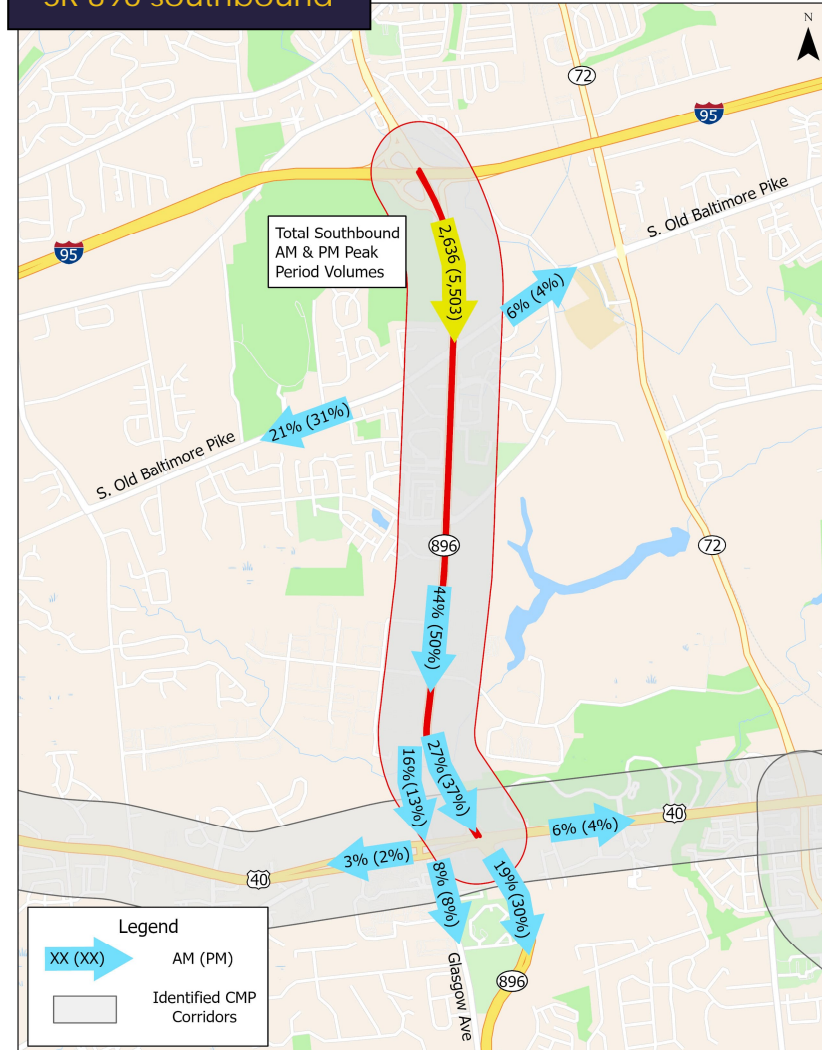 SR 896 southbound
N
72
95
S. Old Baltimore Pike
Total Southbound
AM & PM Peak
Period Volumes
2,636 (5,503)
95
6% (4%)
21% (31%)
S. Old Baltimore Pike
896
72
44%
(50%)
16%
(13%)
27%
(37%)
6% (4%)
40
3% (2%)
40
8%
(8%)
19%
(30%)
Legend
XX (XX)
AM (PM)
Identified CMP
Corridors
Glasgow Ave
896